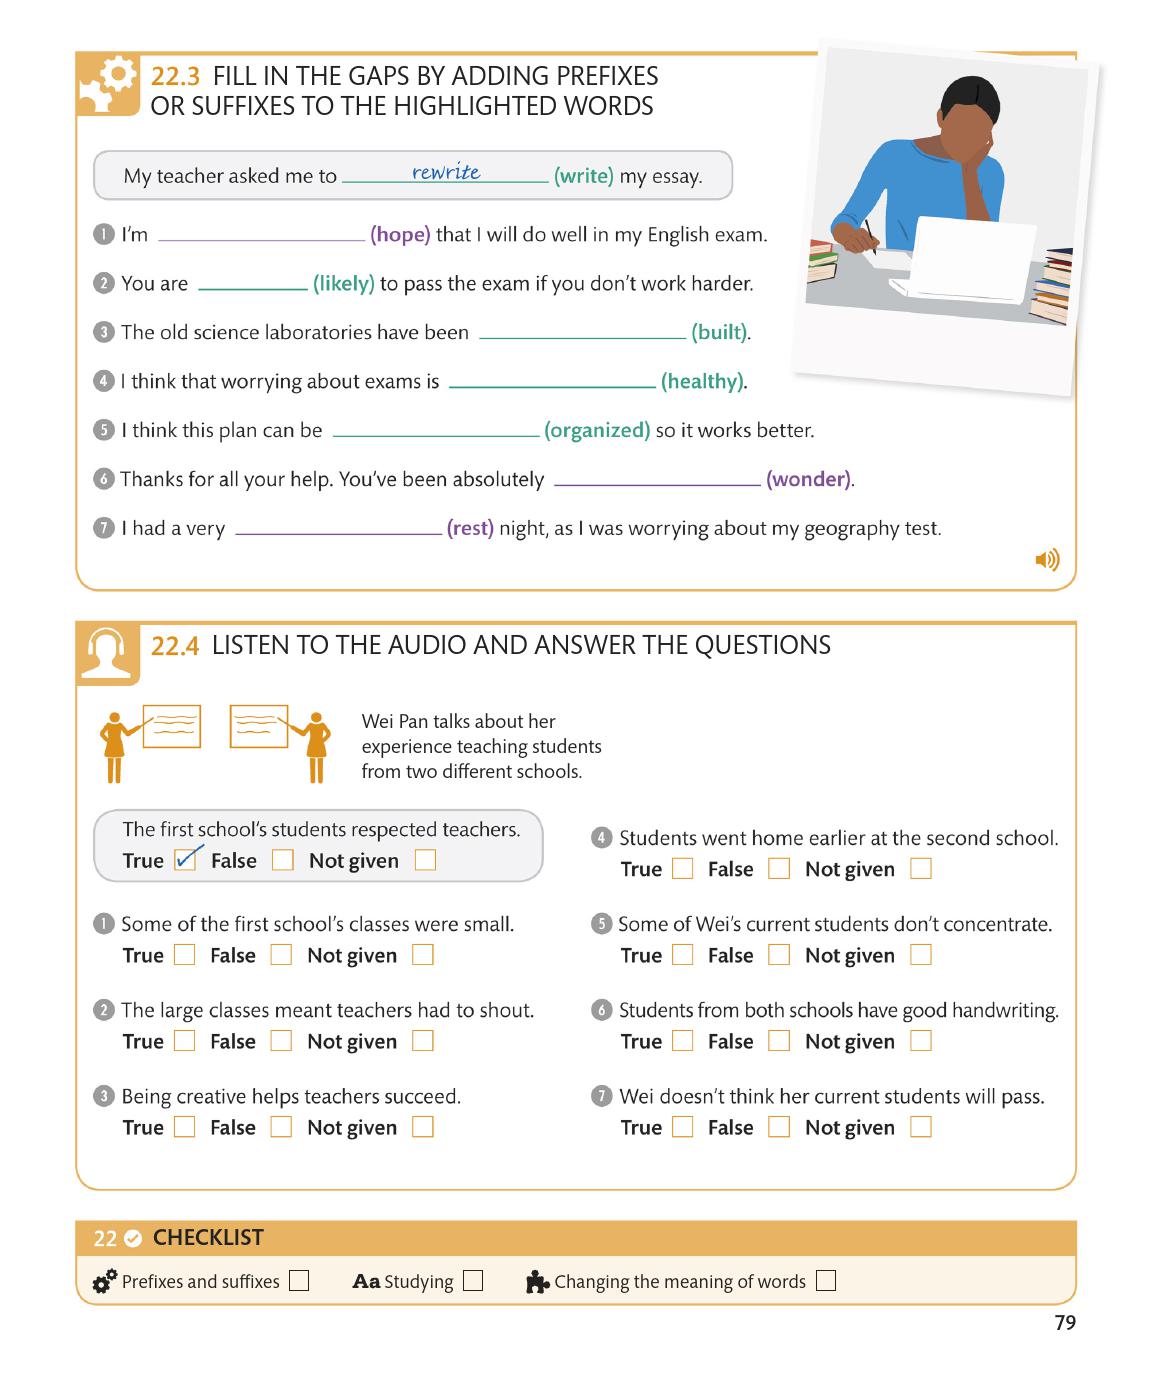 22.3 FILL IN THE GAPS BY ADDING PREFIXES
OR SUFFIXES TO THE HIGHLIGHTED WORDS
My teacher asked me to rewrite (write) my essay.
1 I'm (hope) that I will do well in my English exam.
2 You are (likely) to pass the exam if you don't work harder.
3 The old science laboratories have been (built).
4 I think that worrying about exams is (healthy).
5 I think this plan can be (organized) so it works better.
6 Thanks for all your help. You've been absolutely (wonder).
7 I had a very (rest) night, as I was worrying about my geography test.
22.4 LISTEN TO THE AUDIO AND ANSWER THE QUESTIONS
Wei Pan talks about her
experience teaching students
from two different schools.
The first school's students respected teachers.
True False Not given
1 Some of the first school's classes were small.
True False Not given
2 The large classes meant teachers had to shout.
True False Not given
3 Being creative helps teachers succeed.
True False Not given
4 Students went home earlier at the second school.
True False Not given
5 Some of Wei's current students don't concentrate.
True False Not given
6 Students from both schools have good handwriting.
True False Not given
7 Wei doesn't think her current students will pass.
True False Not given
22 CHECKLIST
Prefixes and suffixes Aa Studying Changing the meaning of words
79